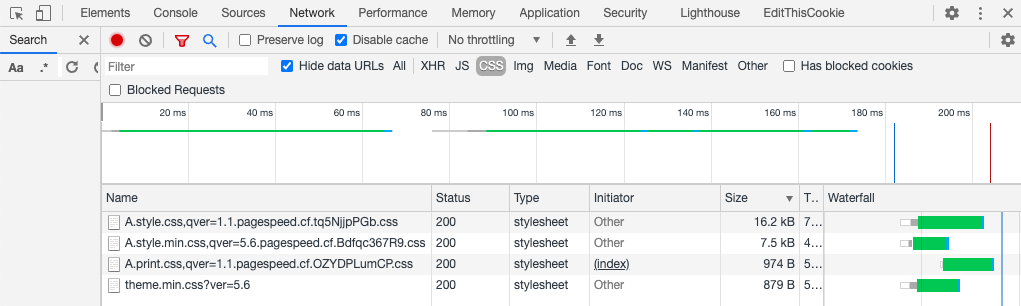 Elements Console Sources Network Performance Memory Application Security Lighthouse EditThisCookie
Search Preserve log Disable cache No throttling
Aa .* Filter Hide data URLs All XHR JS CSS Img Media Font Doc WS Manifest Other Has blocked cookies
Blocked Requests
20 ms 40 ms 60 ms 80 ms 100 ms 120 ms 140 ms 160 ms 180 ms 200 ms
Name Status Type Initiator Size T... Waterfall
A.style.css,qver=1.1.pagespeed.cf.tq5NjjpPGb.css 200 stylesheet Other 16.2 kB 7...
A.style.min.css,qver=5.6.pagespeed.cf.Bdfqc367R9.css 200 stylesheet Other 7.5 kB 4...
A.print.css,qver=1.1.pagespeed.cf.OZYDPLumCP.css 200 stylesheet (index) 974 B 5...
theme.min.css?ver=5.6 200 stylesheet Other 879 B 5...